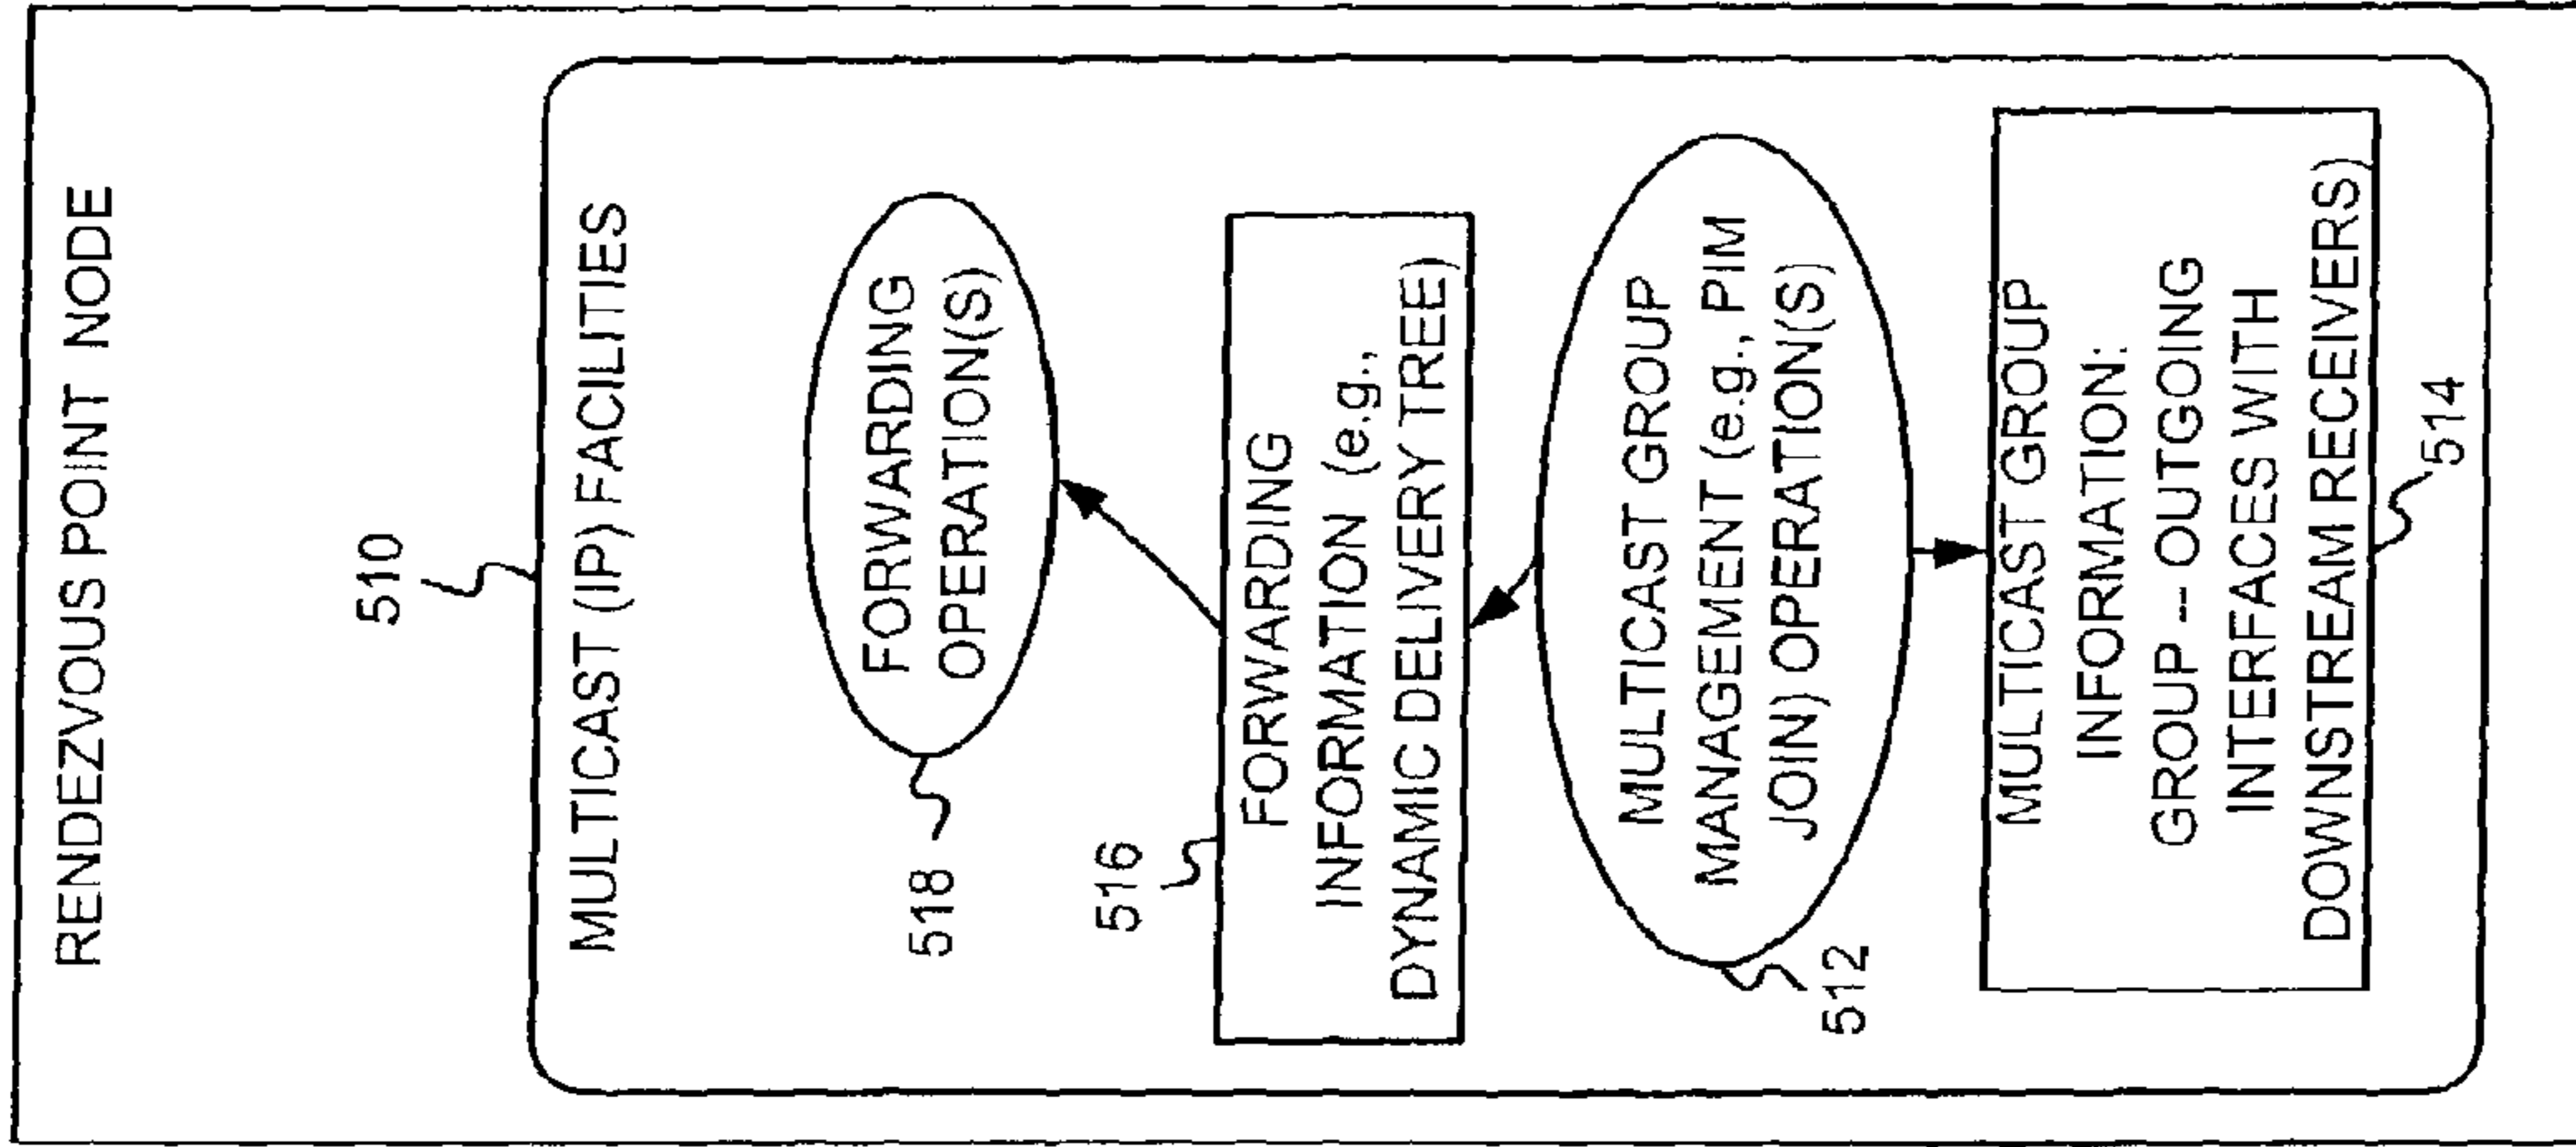 RENDEZVOUS POINT NODE
510
MULTICAST (IP) FACILITIES
FORWARDING
OPERATION(S)
518
516
FORWARDING
INFORMATION (e.g.,
DYNAMIC DELIVERY TREE)
MULTICAST GROUP
MANAGEMENT (e.g., PIM
JOIN) OPERATION(S)
512
MULTICAST GROUP
INFORMATION:
GROUP -- OUTGOING
INTERFACES WITH
DOWNSTREAM RECEIVERS)
514